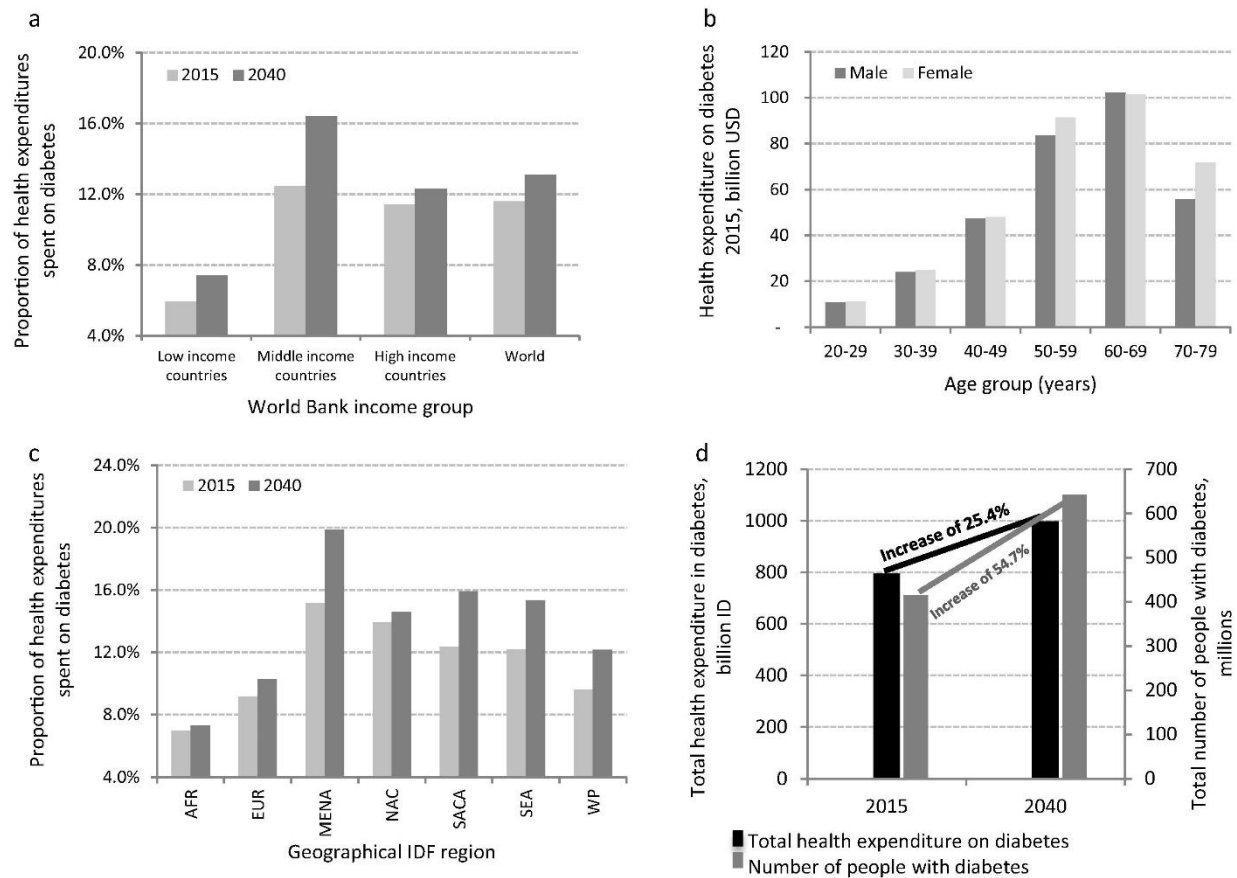 a
Proportion of health expenditures
spent on diabetes
20.0%
16.0%
12.0%
8.0%
4.0%
2015 2040
Low income
countries
Middle income
countries
High income
countries
World
World Bank income group
b
Health expenditure on diabetes
2015, billion USD
120
100
80
60
40
20
-
Male Female
20-29 30-39 40-49 50-59 60-69 70-79
Age group (years)
c
Proportion of health expenditures
spent on diabetes
24.0%
20.0%
16.0%
12.0%
8.0%
4.0%
2015 2040
AFR
EUR
MENA
NAC
SACA
SEA
WP
Geographical IDF region
d
Total health expenditure in diabetes,
billion ID
1200
1000
800
600
400
200
0
Increase of 25.4%
Increase of 54.7%
700
600
500
400
300
200
100
0
Total number of people with diabetes,
millions
2015 2040
Total health expenditure on diabetes
Number of people with diabetes